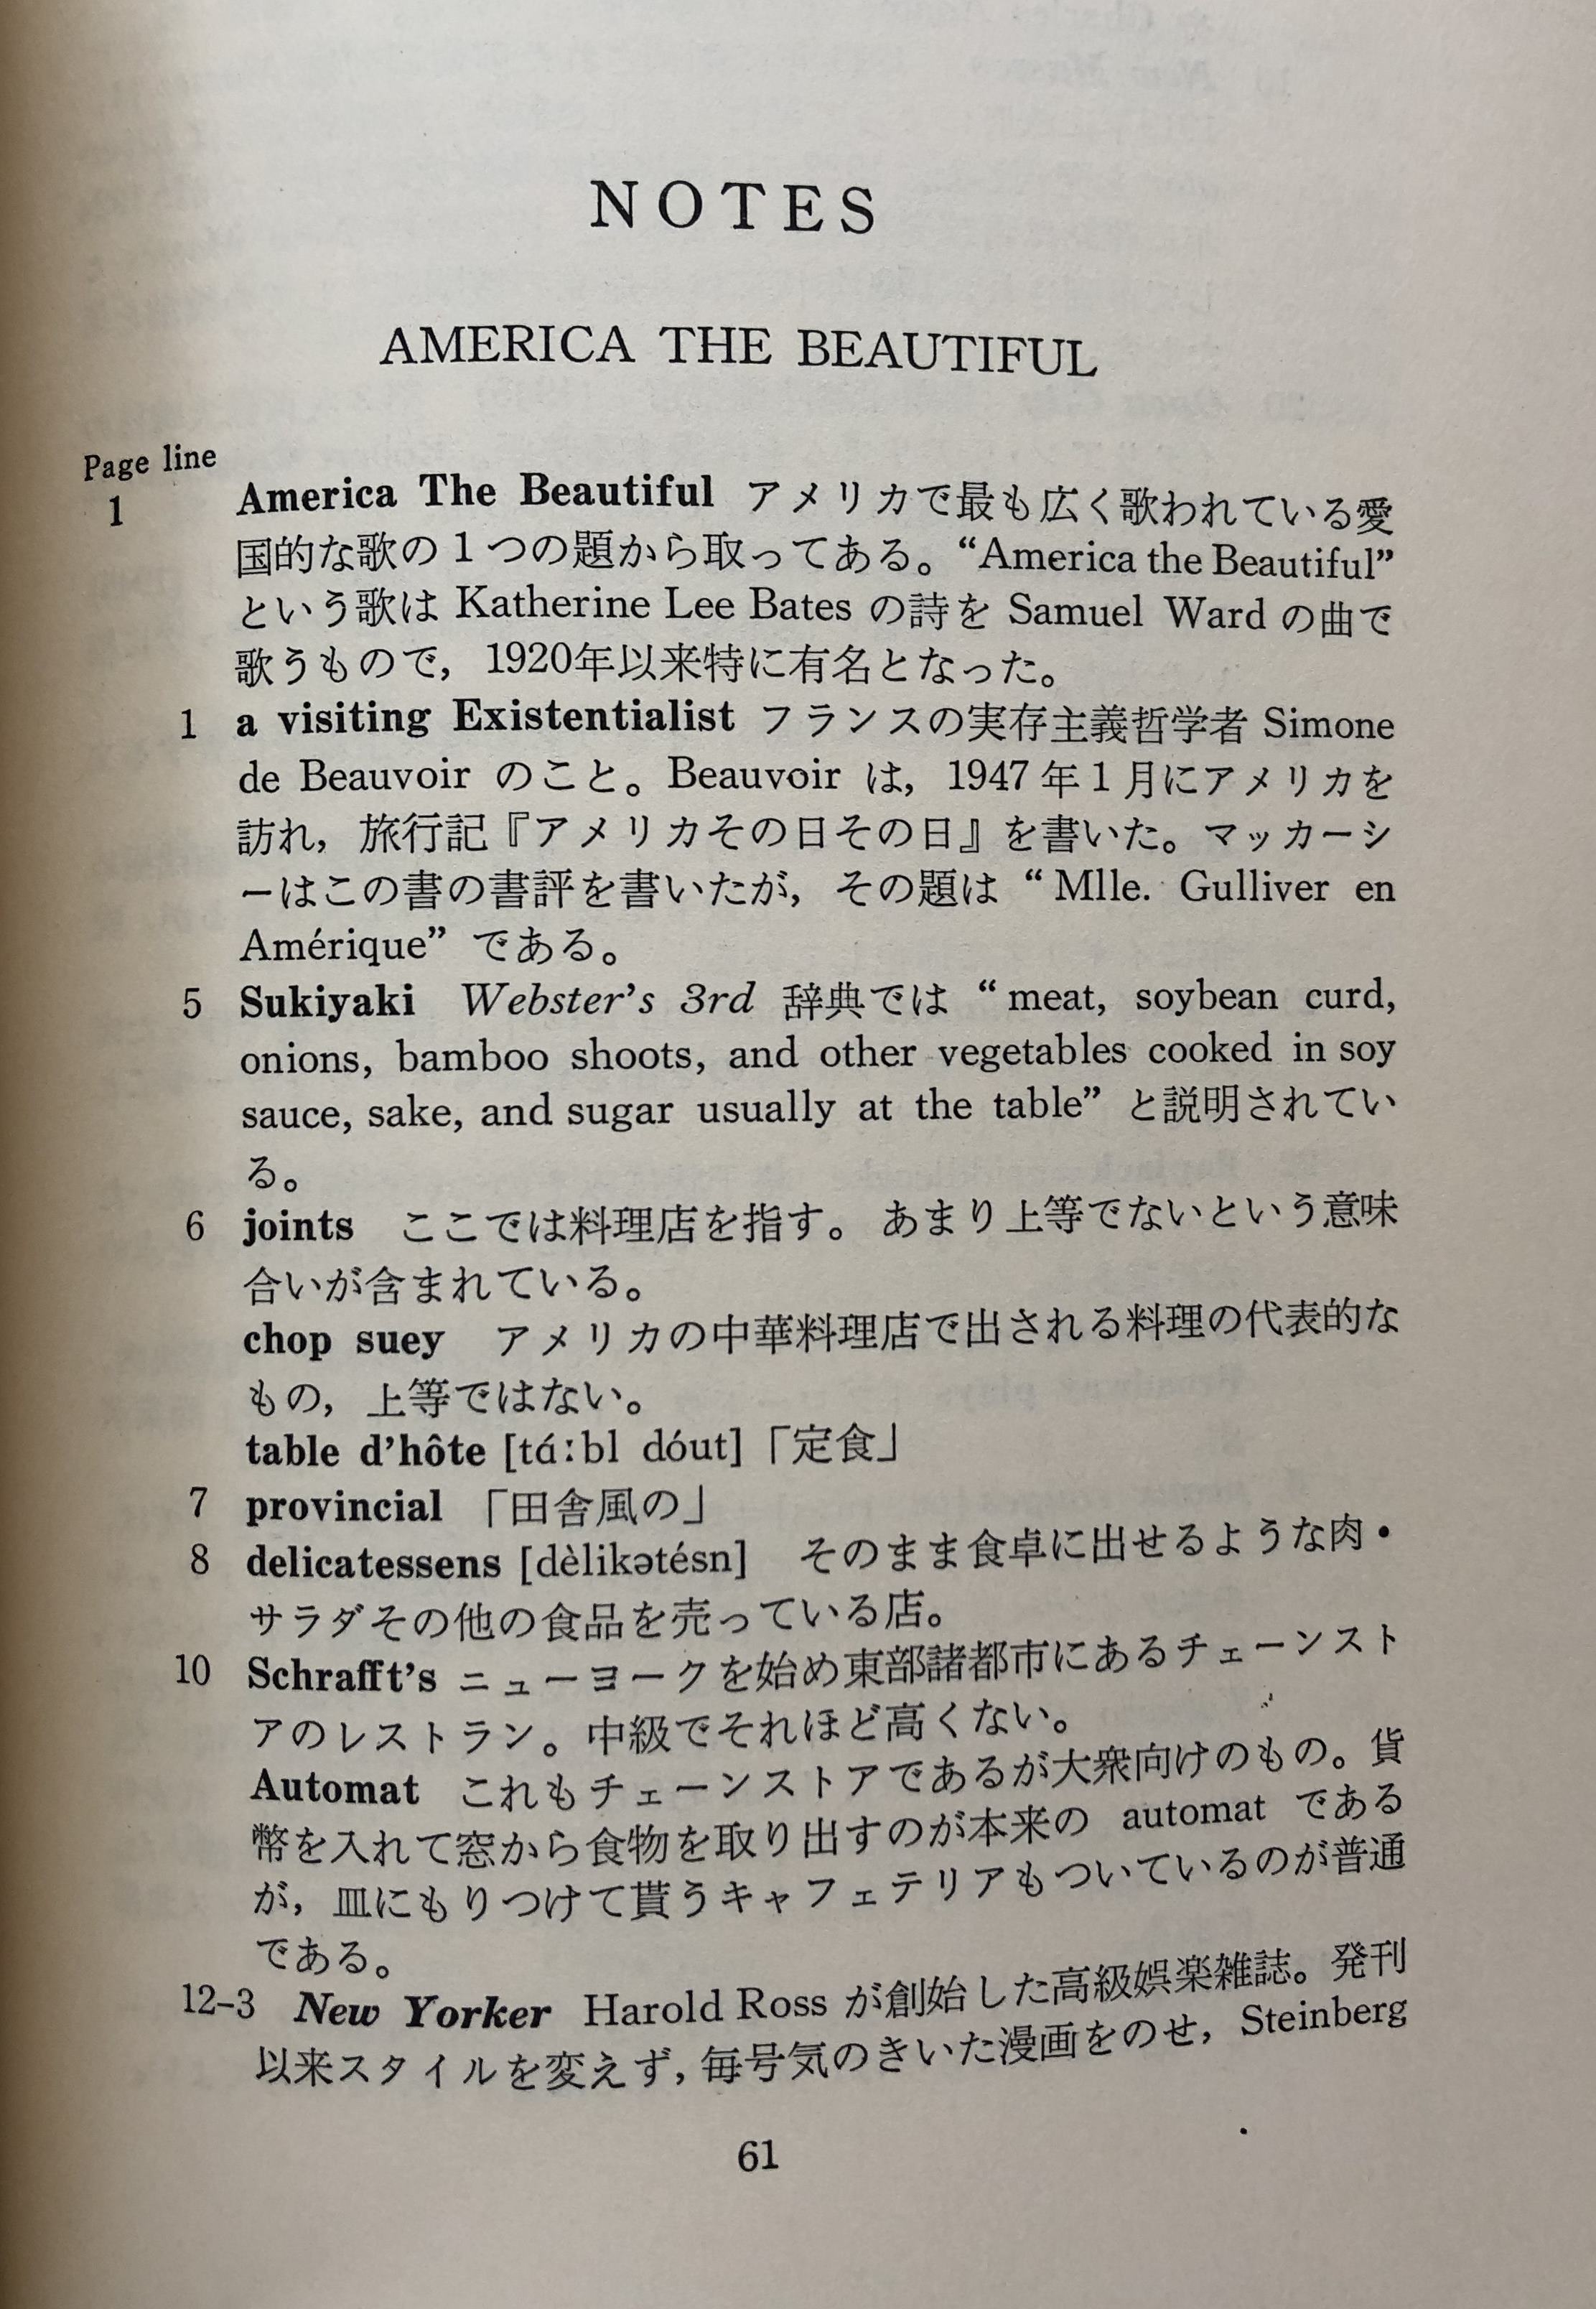 NOTES
AMERICA THE BEAUTIFUL
Page line
1 America The Beautiful アメリカで最も広く歌われている愛
国的な歌の1つの題から取ってある。“America the Beautiful”
という歌は Katherine Lee Bates の詩を Samuel Ward の曲で
歌うもので，1920年以来特に有名となった。
1 a visiting Existentialist フランスの実存主義哲学者 Simone
de Beauvoir のこと。Beauvoir は，1947年1月にアメリカを
訪れ，旅行記『アメリカその日その日』を書いた。マッカーシ
ーはこの書の書評を書いたが，その題は “Mlle. Gulliver en
Amérique” である。
5 Sukiyaki Webster’s 3rd 辞典では “meat, soybean curd,
onions, bamboo shoots, and other vegetables cooked in soy
sauce, sake, and sugar usually at the table” と説明されてい
る。
6 joints ここでは料理店を指す。あまり上等でないという意味
合いが含まれている。
chop suey アメリカの中華料理店で出される料理の代表的な
もの，上等ではない。
table d’hôte [táːbl dóut]「定食」
7 provincial 「田舎風の」
8 delicatessens [dèlikətésn] そのまま食卓に出せるような肉・
サラダその他の食品を売っている店。
10 Schrafft’s ニューヨークを始め東部諸都市にあるチェーンスト
アのレストラン。中級でそれほど高くない。
Automat これもチェーンストアであるが大衆向けのもの。貨
幣を入れて窓から食物を取り出すのが本来の automat である
が，皿にもりつけて貰うキャフェテリアもついているのが普通
である。
12-3 New Yorker Harold Ross が創始した高級娯楽雑誌。発刊
以来スタイルを変えず，毎号気のきいた漫画をのせ，Steinberg
61